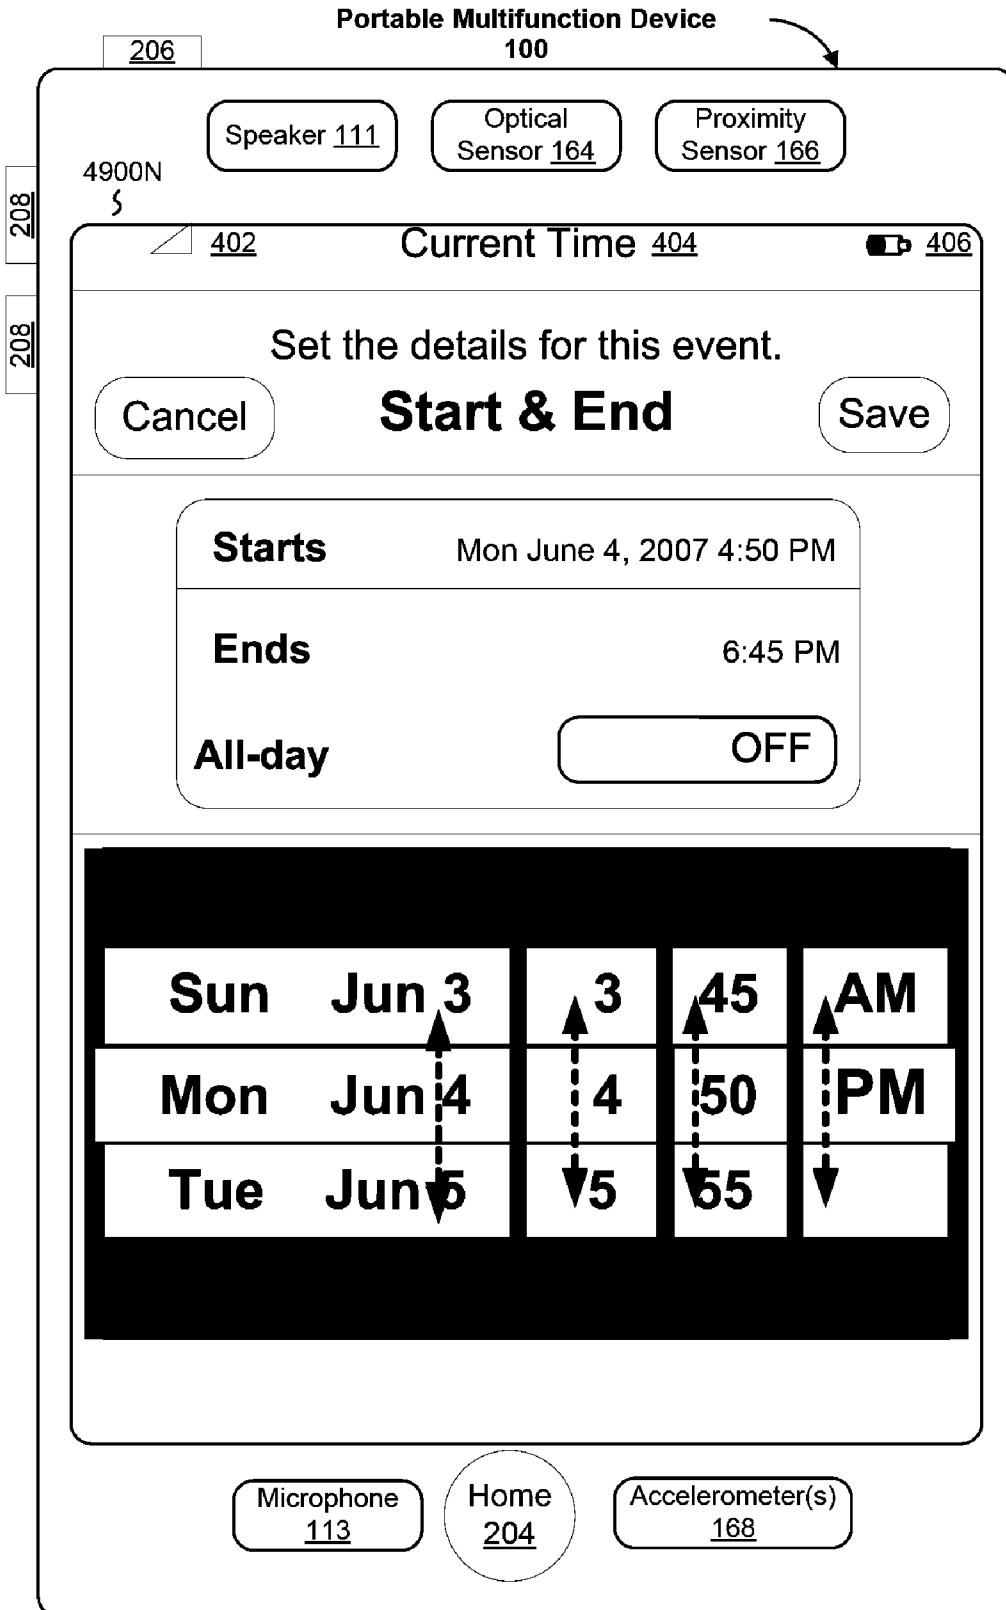 Portable Multifunction Device
100
206
Speaker 111
Optical
Sensor 164
Proximity
Sensor 166
4900N
208
208
402 Current Time 404 406
Set the details for this event.
Cancel Start & End Save
Starts Mon June 4, 2007 4:50 PM
Ends 6:45 PM
All-day OFF
Sun Jun 3 3 45 AM
Mon Jun 4 4 50 PM
Tue Jun 5 5 55
Microphone
113
Home
204
Accelerometer(s)
168